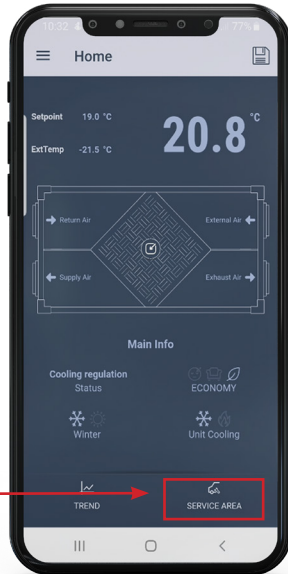 10:32
77%
Home
Setpoint 19.0 °C
20.8 °C
ExtTemp -21.5 °C
Return Air
External Air
Supply Air
Exhaust Air
Main Info
Cooling regulation
Status
ECONOMY
Winter
Unit Cooling
TREND
SERVICE AREA